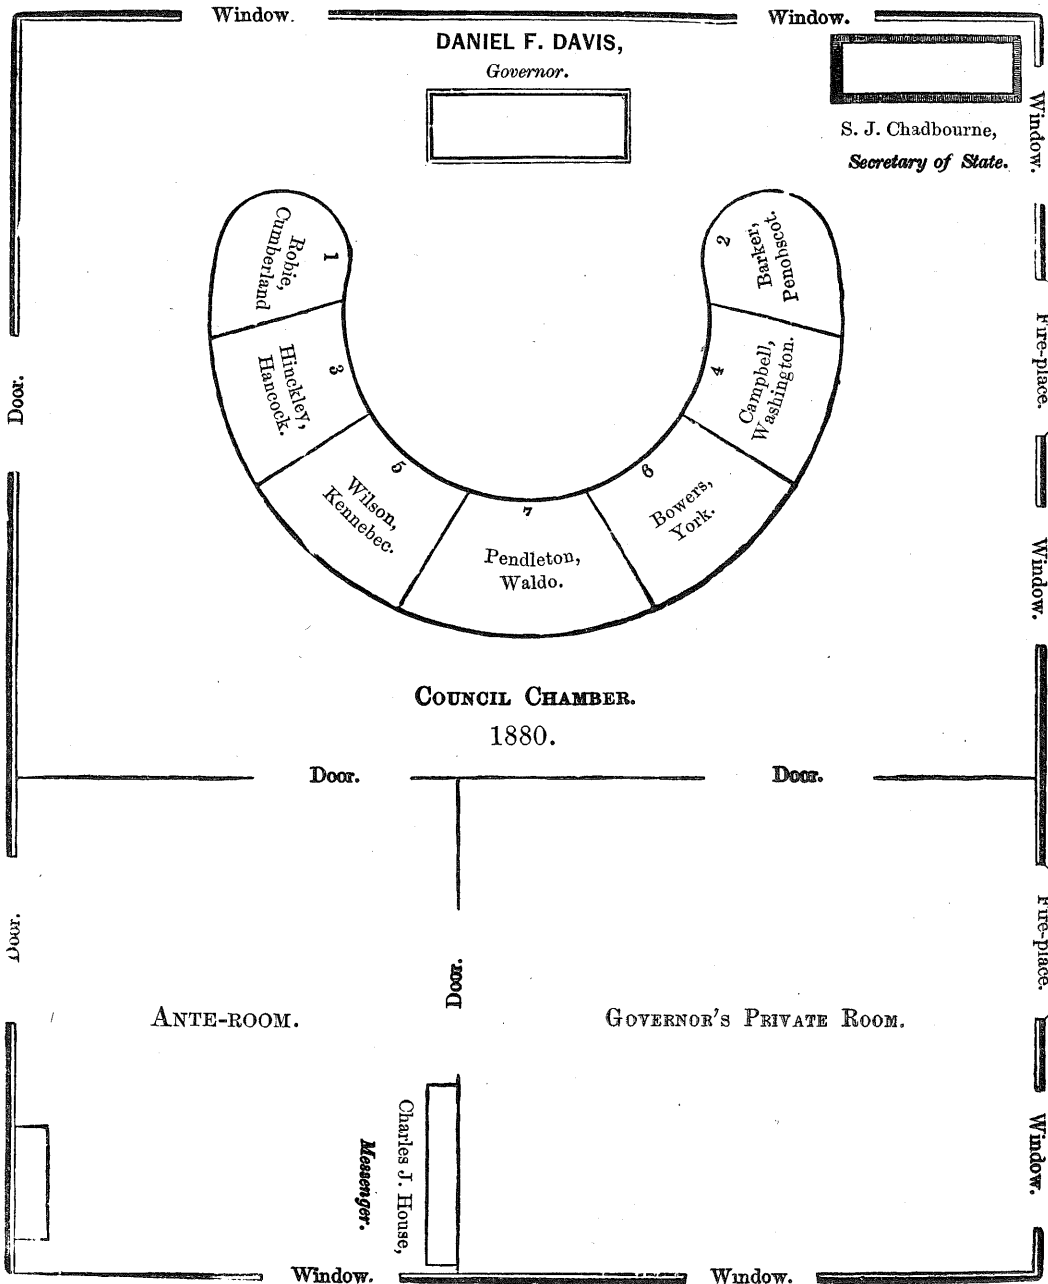 Window.
Window.
DANIEL F. DAVIS,
Governor.
S. J. Chadbourne,
Secretary of State.
Window.
1
Robie,
Cumberland
2
Barker,
Penobscot.
3
Hinckley,
Hancock.
4
Campbell,
Washington.
5
Wilson,
Kennebec.
6
Bowers,
York.
7
Pendleton,
Waldo.
Door.
Fire-place.
Window.
COUNCIL CHAMBER.
1880.
Door.
Door.
Door.
Door.
Fire-place.
ANTE-ROOM.
GOVERNOR'S PRIVATE ROOM.
Charles J. House,
Messenger.
Window.
Window.
Window.